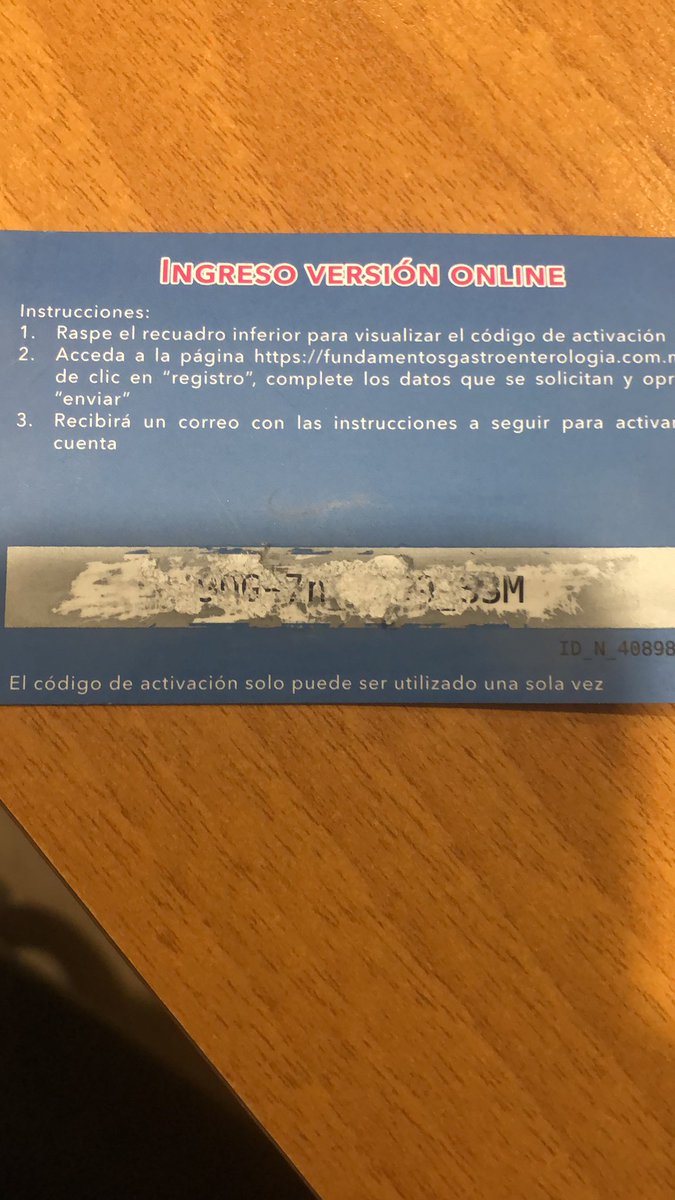 INGRESO VERSIÓN ONLINE
Instrucciones:
1. Raspe el recuadro inferior para visualizar el código de activación
2. Acceda a la página https://fundamentosgastroenterologia.com.m
de clic en “registro”, complete los datos que se solicitan y opr
“enviar”
3. Recibirá un correo con las instrucciones a seguir para activar
cuenta
ID_N_40898
El código de activación solo puede ser utilizado una sola vez